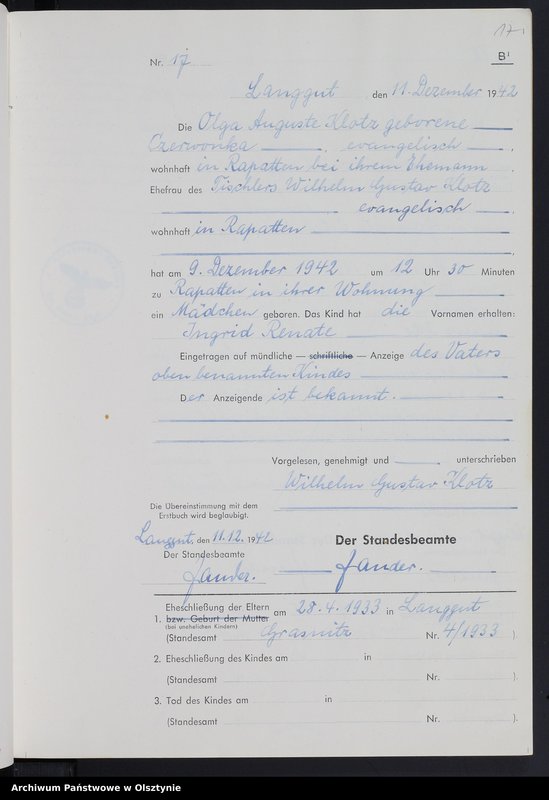 17
B¹
Nr. 17
Langgut den 11. Dezember 1942
Die Olga Auguste Klotz geborene
Czerwonka, evangelisch,
wohnhaft in Rapatten bei ihrem Ehemann,
Ehefrau des Tischlers Wilhelm Gustav Klotz
evangelisch,
wohnhaft in Rapatten
,
hat am 9. Dezember 1942 um 12 Uhr 30 Minuten
zu Rapatten in ihrer Wohnung
ein Mädchen geboren. Das Kind hat die Vornamen erhalten:
Ingrid Renate
Eingetragen auf mündliche — schriftliche — Anzeige des Vaters
oben benannten Kindes
Der Anzeigende ist bekannt.
Vorgelesen, genehmigt und unterschrieben
Wilhelm Gustav Klotz
Die Übereinstimmung mit dem
Erstbuch wird beglaubigt.
Langgut, den 11.12. 1942
Der Standesbeamte
Der Standesbeamte
Jander.
Jander.
Eheschließung der Eltern
1. bzw. Geburt der Mutter am 28.4.1933 in Langgut
(bei unehelichen Kindern)
(Standesamt Grasnitz Nr. 4/1933 )
2. Eheschließung des Kindes am in
(Standesamt Nr. ).
3. Tod des Kindes am in
(Standesamt Nr. ).
Archiwum Państwowe w Olsztynie